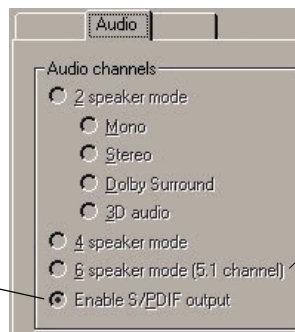 Audio
Audio channels
2 speaker mode
Mono
Stereo
Dolby Surround
3D audio
4 speaker mode
6 speaker mode (5.1 channel)
Enable S/PDIF output